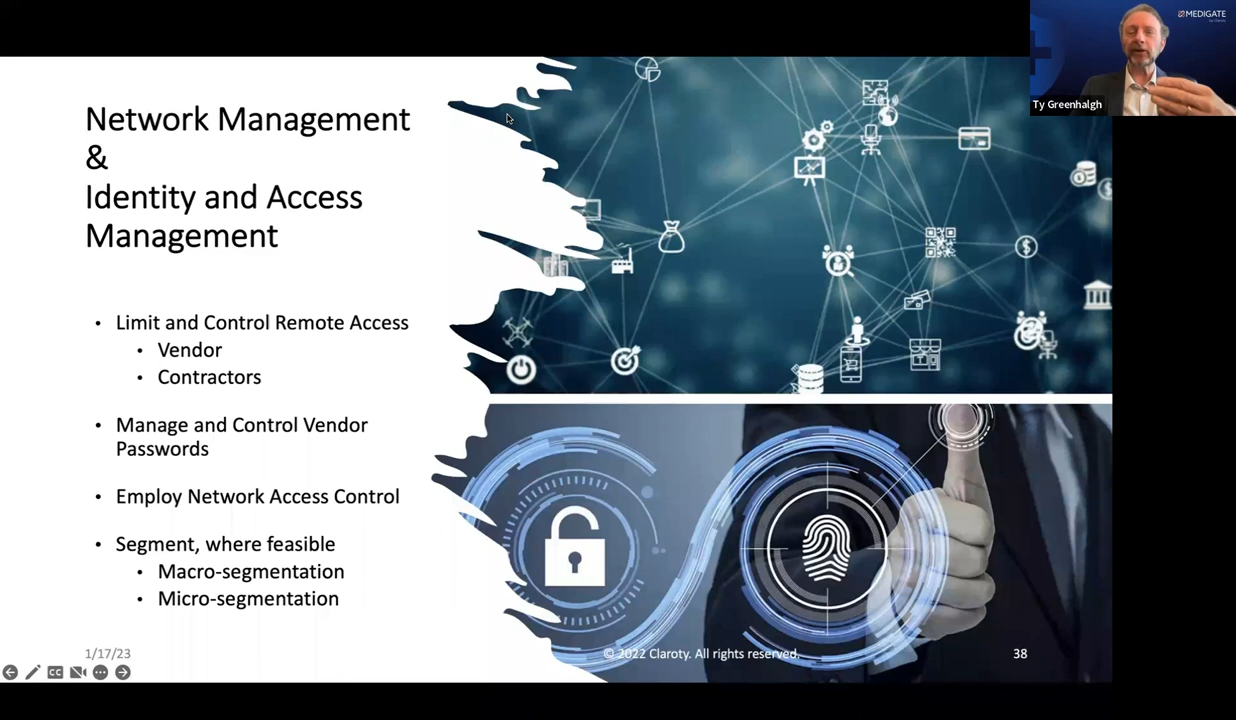 MEDIGATE
Ty Greenhalgh
Network Management
&
Identity and Access
Management
• Limit and Control Remote Access
• Vendor
• Contractors
• Manage and Control Vendor
Passwords
• Employ Network Access Control
• Segment, where feasible
• Macro-segmentation
• Micro-segmentation
1/17/23
© 2022 Claroty. All rights reserved.
38
CC